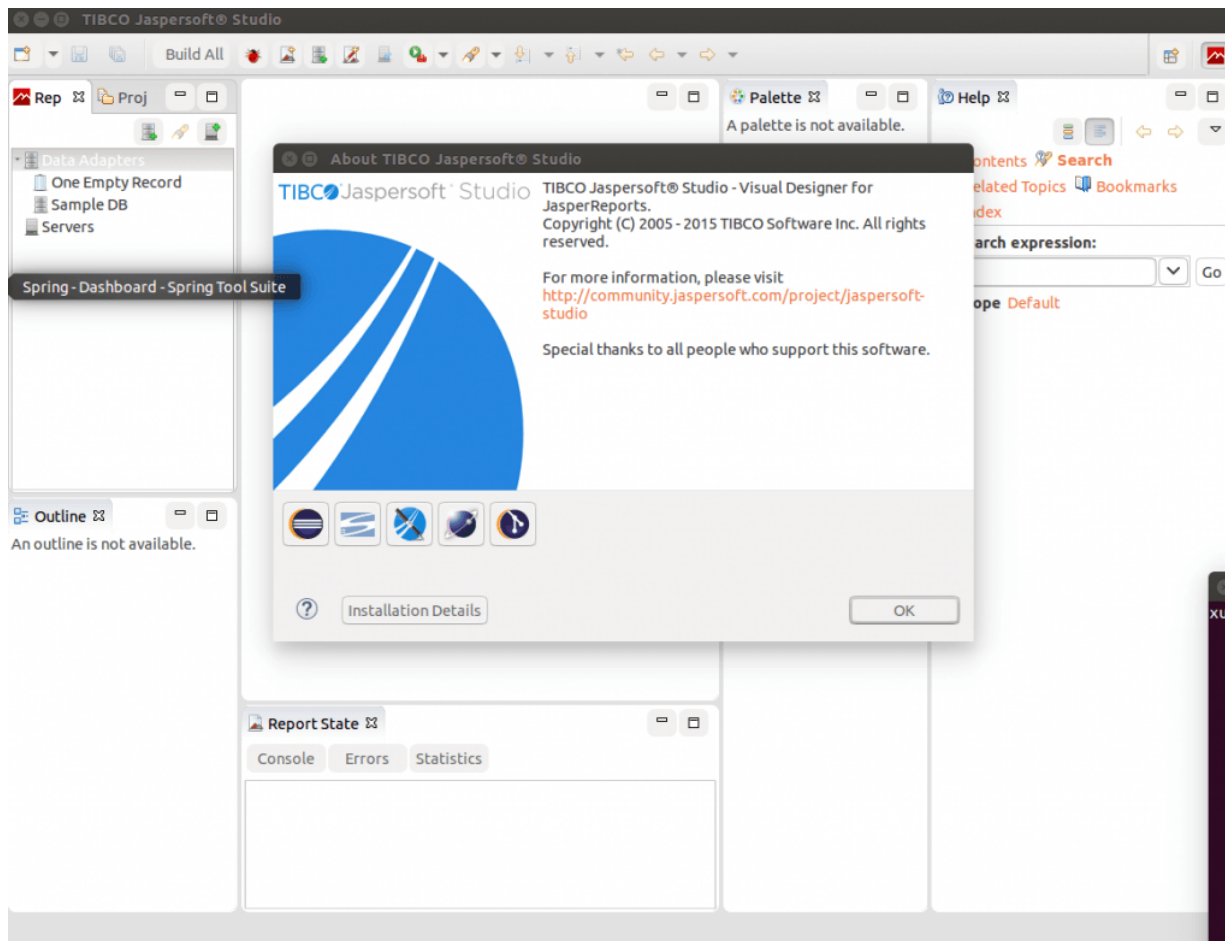 TIBCO Jaspersoft® Studio
Build All
Rep
Proj
Data Adapters
One Empty Record
Sample DB
Servers
Spring - Dashboard - Spring Tool Suite
Outline
An outline is not available.
Palette
A palette is not available.
Help
ontents Search
elated Topics Bookmarks
dex
arch expression:
Go
ope Default
About TIBCO Jaspersoft® Studio
TIBCO Jaspersoft Studio
TIBCO Jaspersoft® Studio - Visual Designer for
JasperReports.
Copyright (C) 2005 - 2015 TIBCO Software Inc. All rights
reserved.
For more information, please visit
http://community.jaspersoft.com/project/jaspersoft-
studio
Special thanks to all people who support this software.
Installation Details
OK
Report State
Console Errors Statistics
xu